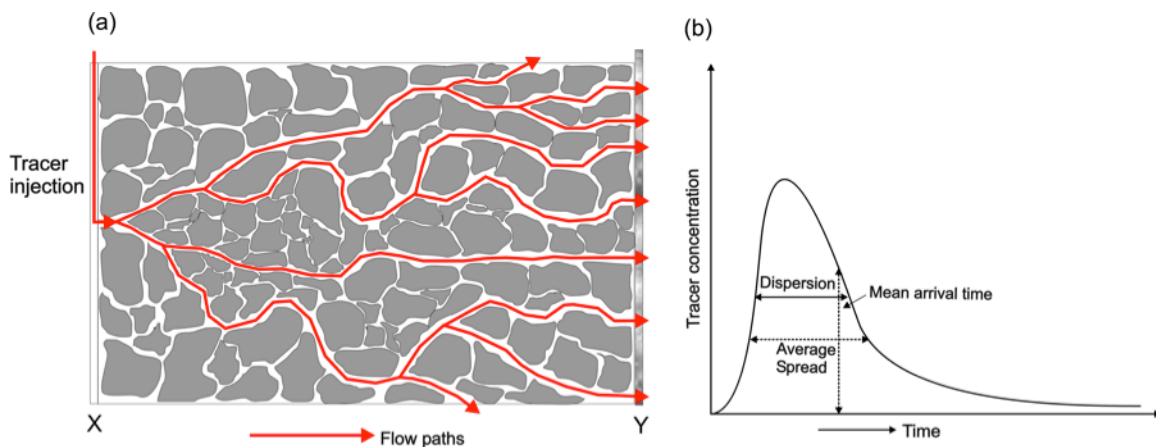 (a)
Tracer
injection
X
Y
Flow paths
(b)
Tracer concentration
Dispersion
Mean arrival time
Average
Spread
Time